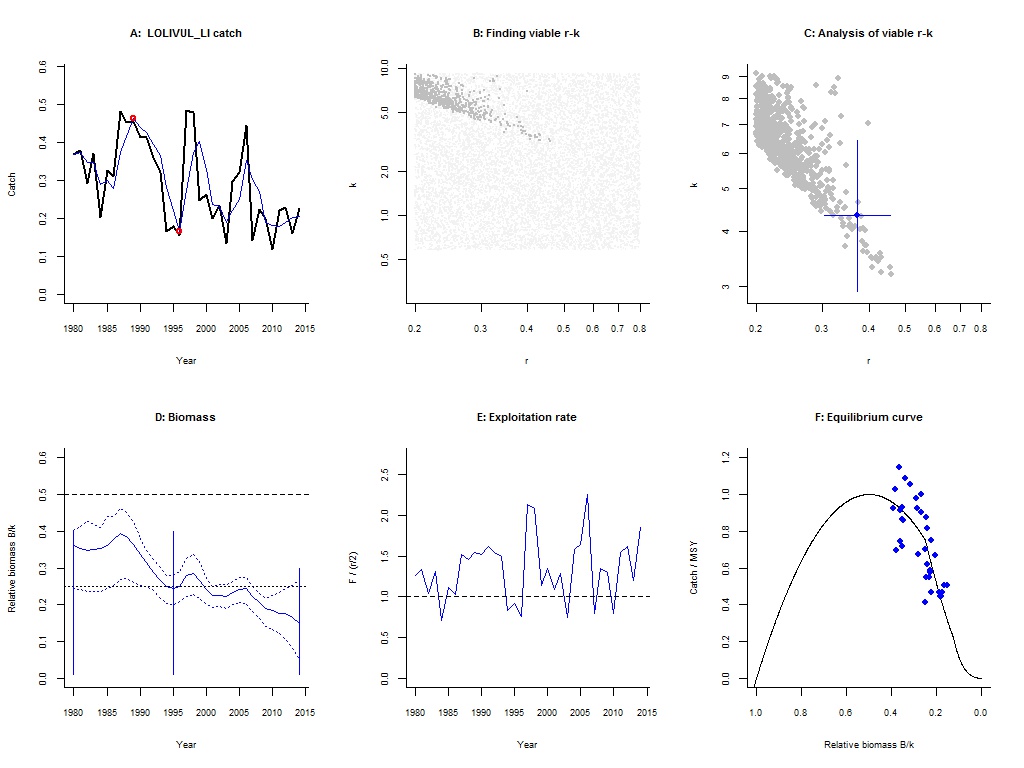 A:  LOLIVUL_LI catch
B: Finding viable r-k
C: Analysis of viable r-k
Catch
0.0 0.1 0.2 0.3 0.4 0.5 0.6
1980 1985 1990 1995 2000 2005 2010 2015
Year
k
0.5 1.0 2.0 5.0 10.0
0.2 0.3 0.4 0.5 0.6 0.7 0.8
r
k
3 4 5 6 7 8 9
0.2 0.3 0.4 0.5 0.6 0.7 0.8
r
D: Biomass
E: Exploitation rate
F: Equilibrium curve
Relative biomass B/k
0.0 0.1 0.2 0.3 0.4 0.5 0.6
1980 1985 1990 1995 2000 2005 2010 2015
Year
F / (r/2)
0.0 0.5 1.0 1.5 2.0 2.5
1980 1985 1990 1995 2000 2005 2010 2015
Year
Catch / MSY
0.0 0.2 0.4 0.6 0.8 1.0 1.2
1.0 0.8 0.6 0.4 0.2 0.0
Relative biomass B/k